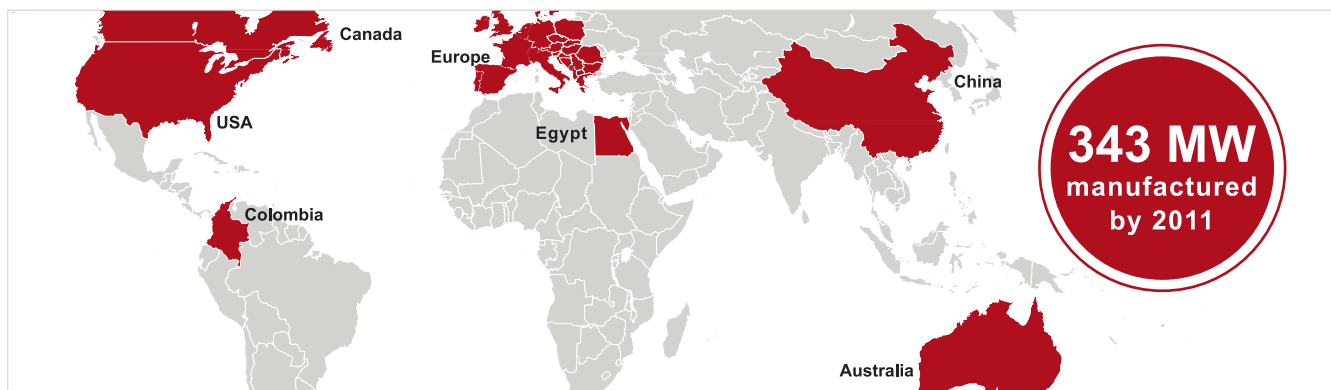 Canada
Europe
China
USA
Egypt
343 MW
manufactured
by 2011
Colombia
Australia